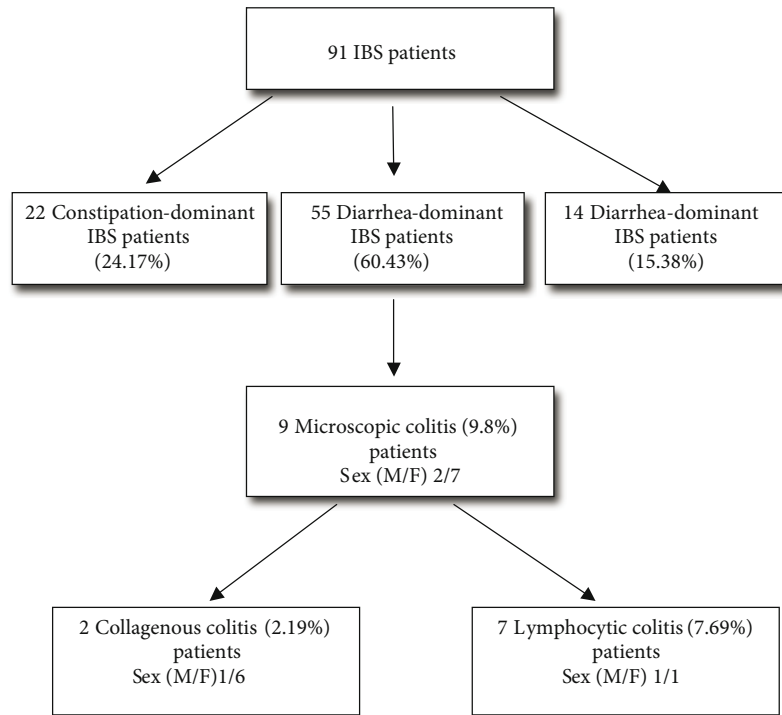 91 IBS patients
22 Constipation-dominant
IBS patients
(24.17%)
55 Diarrhea-dominant
IBS patients
(60.43%)
14 Diarrhea-dominant
IBS patients
(15.38%)
9 Microscopic colitis (9.8%)
patients
Sex (M/F) 2/7
2 Collagenous colitis (2.19%)
patients
Sex (M/F)1/6
7 Lymphocytic colitis (7.69%)
patients
Sex (M/F) 1/1